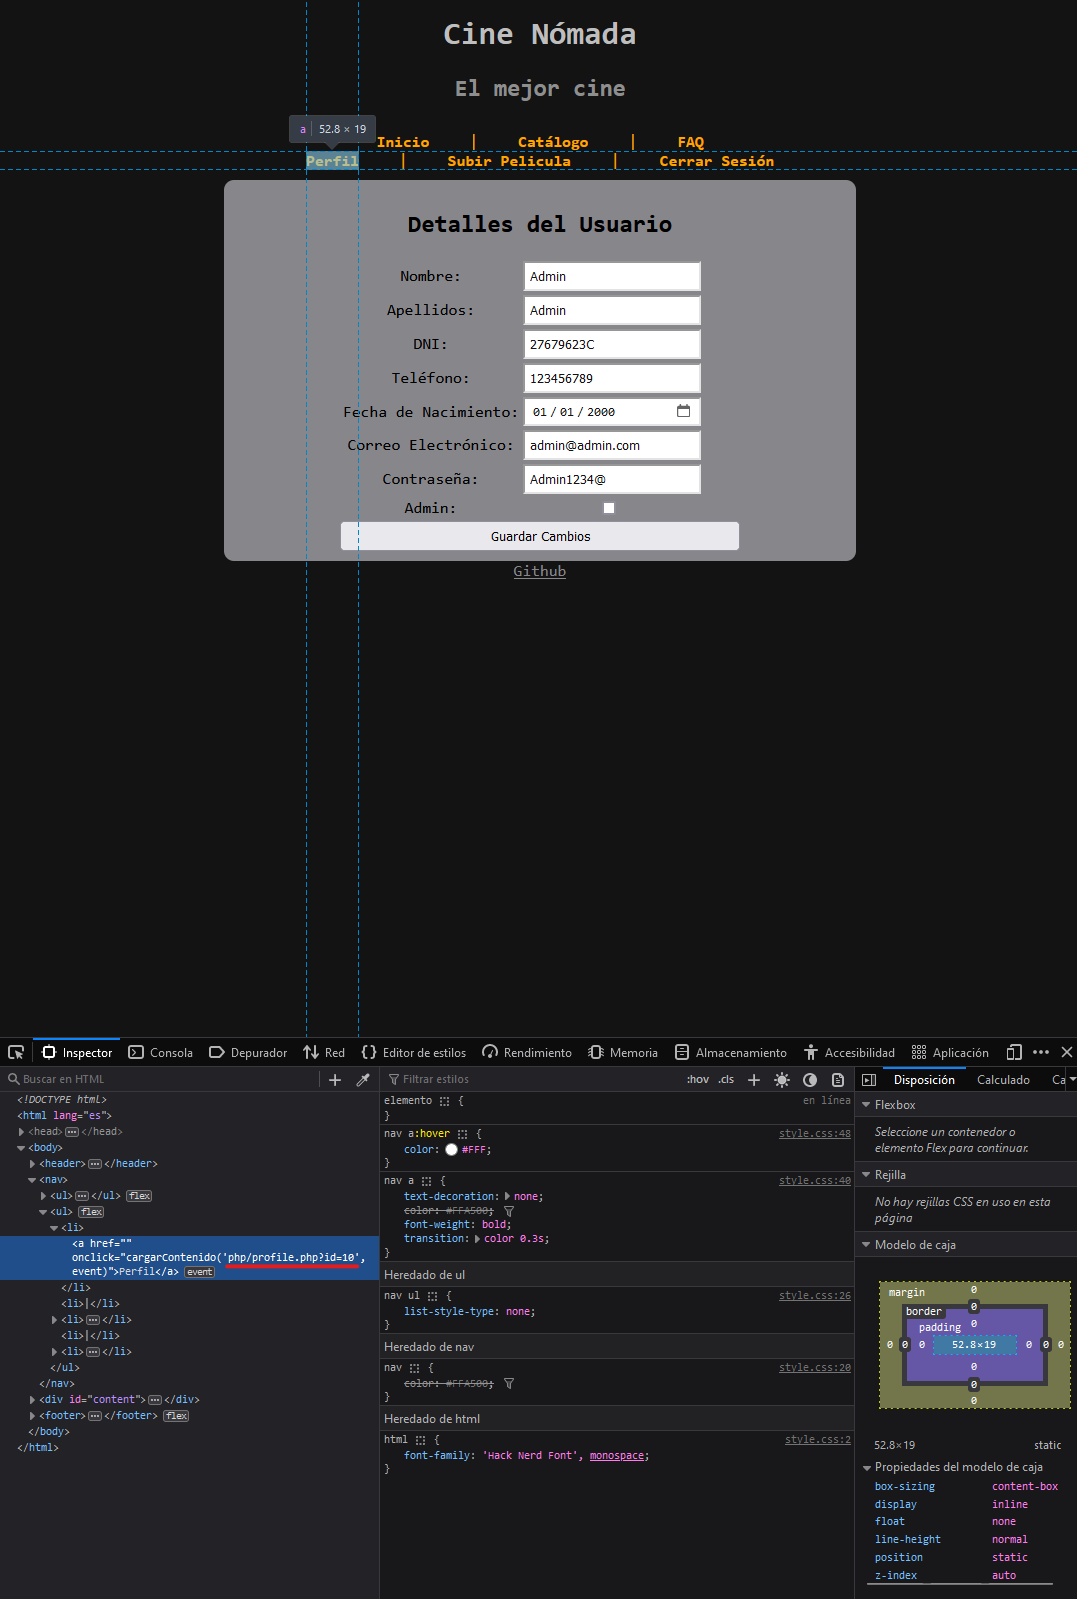 Cine Nómada
El mejor cine
a | 52.8 × 19
Inicio | Catálogo | FAQ
Perfil | Subir Pelicula | Cerrar Sesión
Detalles del Usuario
Nombre: Admin
Apellidos: Admin
DNI: 27679623C
Teléfono: 123456789
Fecha de Nacimiento: 01 / 01 / 2000
Correo Electrónico: admin@admin.com
Contraseña: Admin1234@
Admin:
Guardar Cambios
Github
Inspector Consola Depurador Red Editor de estilos Rendimiento Memoria Almacenamiento Accesibilidad Aplicación
Buscar en HTML
<!DOCTYPE html>
<html lang="es">
<head> </head>
<body>
<header> </header>
<nav>
<ul> </ul> flex
<ul> flex
<li>
<a href=""
onclick="cargarContenido('php/profile.php?id=10',
event)">Perfil</a> event
</li>
<li>|</li>
<li> </li>
<li>|</li>
<li> </li>
</ul>
</nav>
<div id="content"> </div>
<footer> </footer> flex
</body>
</html>
Filtrar estilos :hov .cls
elemento { en línea
}
nav a:hover { style.css:48
color: #FFF;
}
nav a { style.css:40
text-decoration: none;
color: #FFA500;
font-weight: bold;
transition: color 0.3s;
}
Heredado de ul
nav ul { style.css:26
list-style-type: none;
}
Heredado de nav
nav { style.css:20
color: #FFA500;
}
Heredado de html
html { style.css:2
font-family: 'Hack Nerd Font', monospace;
}
Disposición Calculado Ca
Flexbox
Seleccione un contenedor o
elemento Flex para continuar.
Rejilla
No hay rejillas CSS en uso en esta
página
Modelo de caja
margin 0
border 0
padding 0
0 0 0 52.8×19 0 0 0
0
0
0
52.8×19 static
Propiedades del modelo de caja
box-sizing content-box
display inline
float none
line-height normal
position static
z-index auto